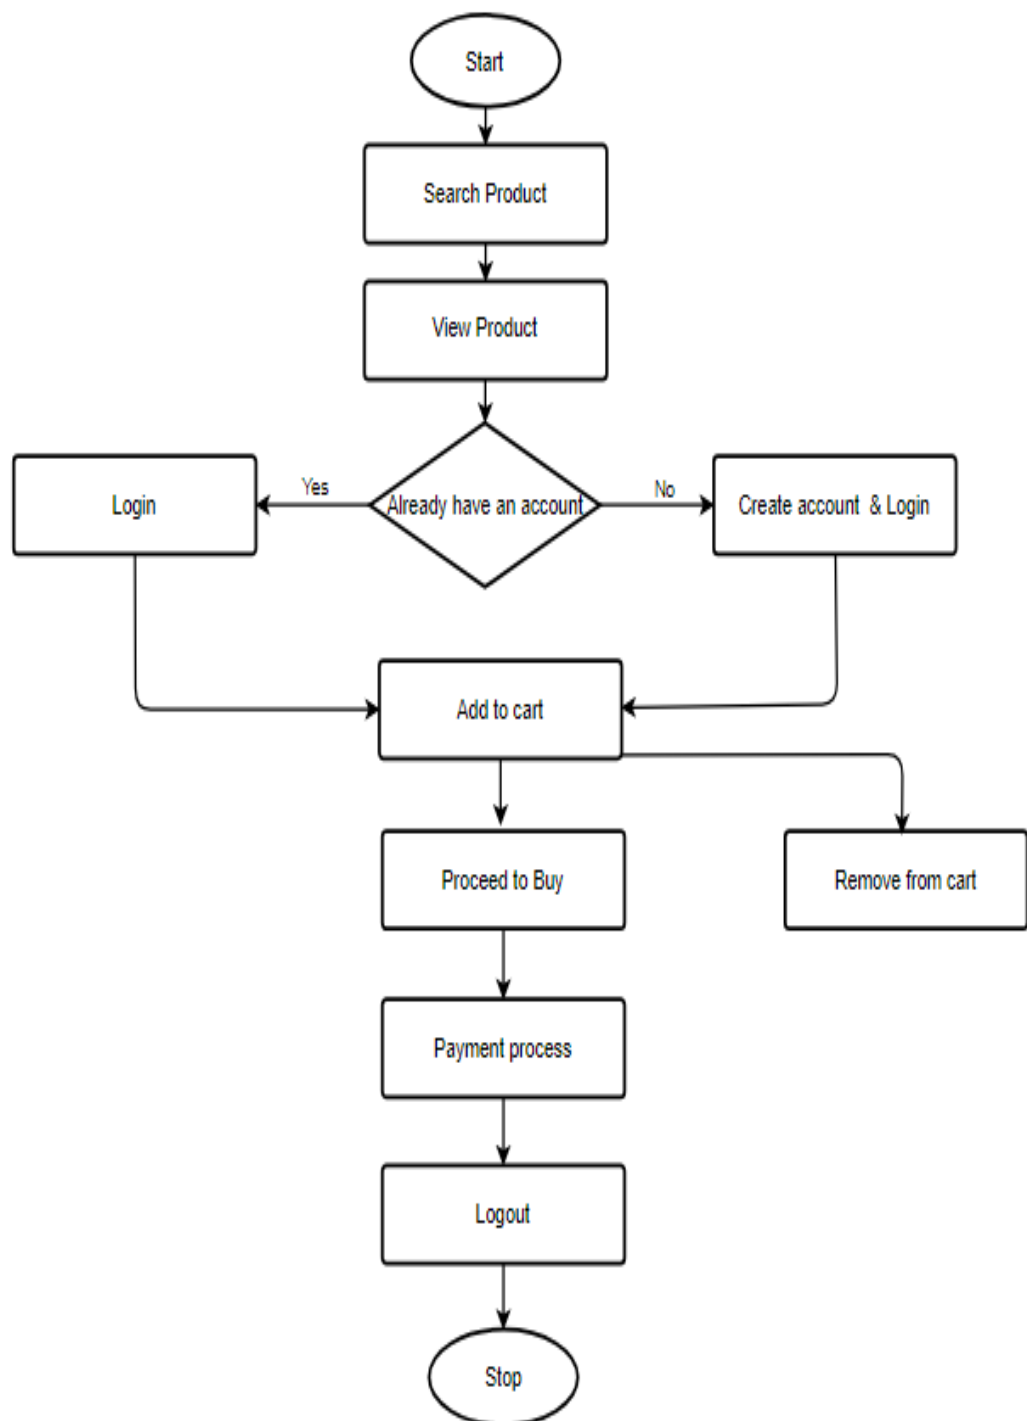 Start
Search Product
View Product
Login
Yes
Already have an account
No
Create account & Login
Add to cart
Proceed to Buy
Remove from cart
Payment process
Logout
Stop